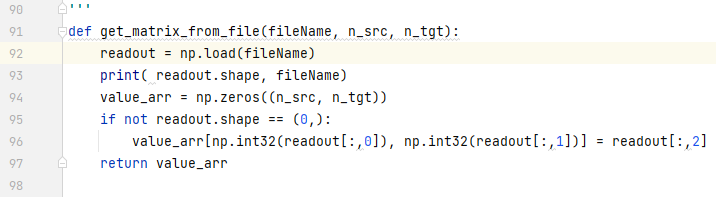 90 '''
91 def get_matrix_from_file(fileName, n_src, n_tgt):
92     readout = np.load(fileName)
93     print( readout.shape, fileName)
94     value_arr = np.zeros((n_src, n_tgt))
95     if not readout.shape == (0,):
96         value_arr[np.int32(readout[:,0]), np.int32(readout[:,1])] = readout[:,2]
97     return value_arr
98